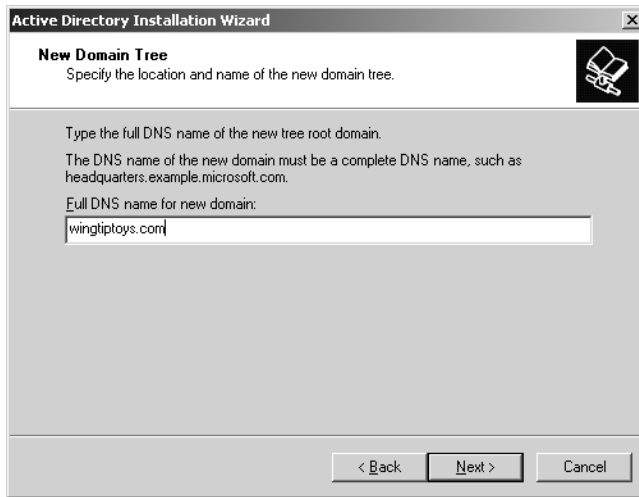 Active Directory Installation Wizard
New Domain Tree
Specify the location and name of the new domain tree.
Type the full DNS name of the new tree root domain.
The DNS name of the new domain must be a complete DNS name, such as
headquarters.example.microsoft.com.
Full DNS name for new domain:
wingtiptoys.com
< Back Next > Cancel